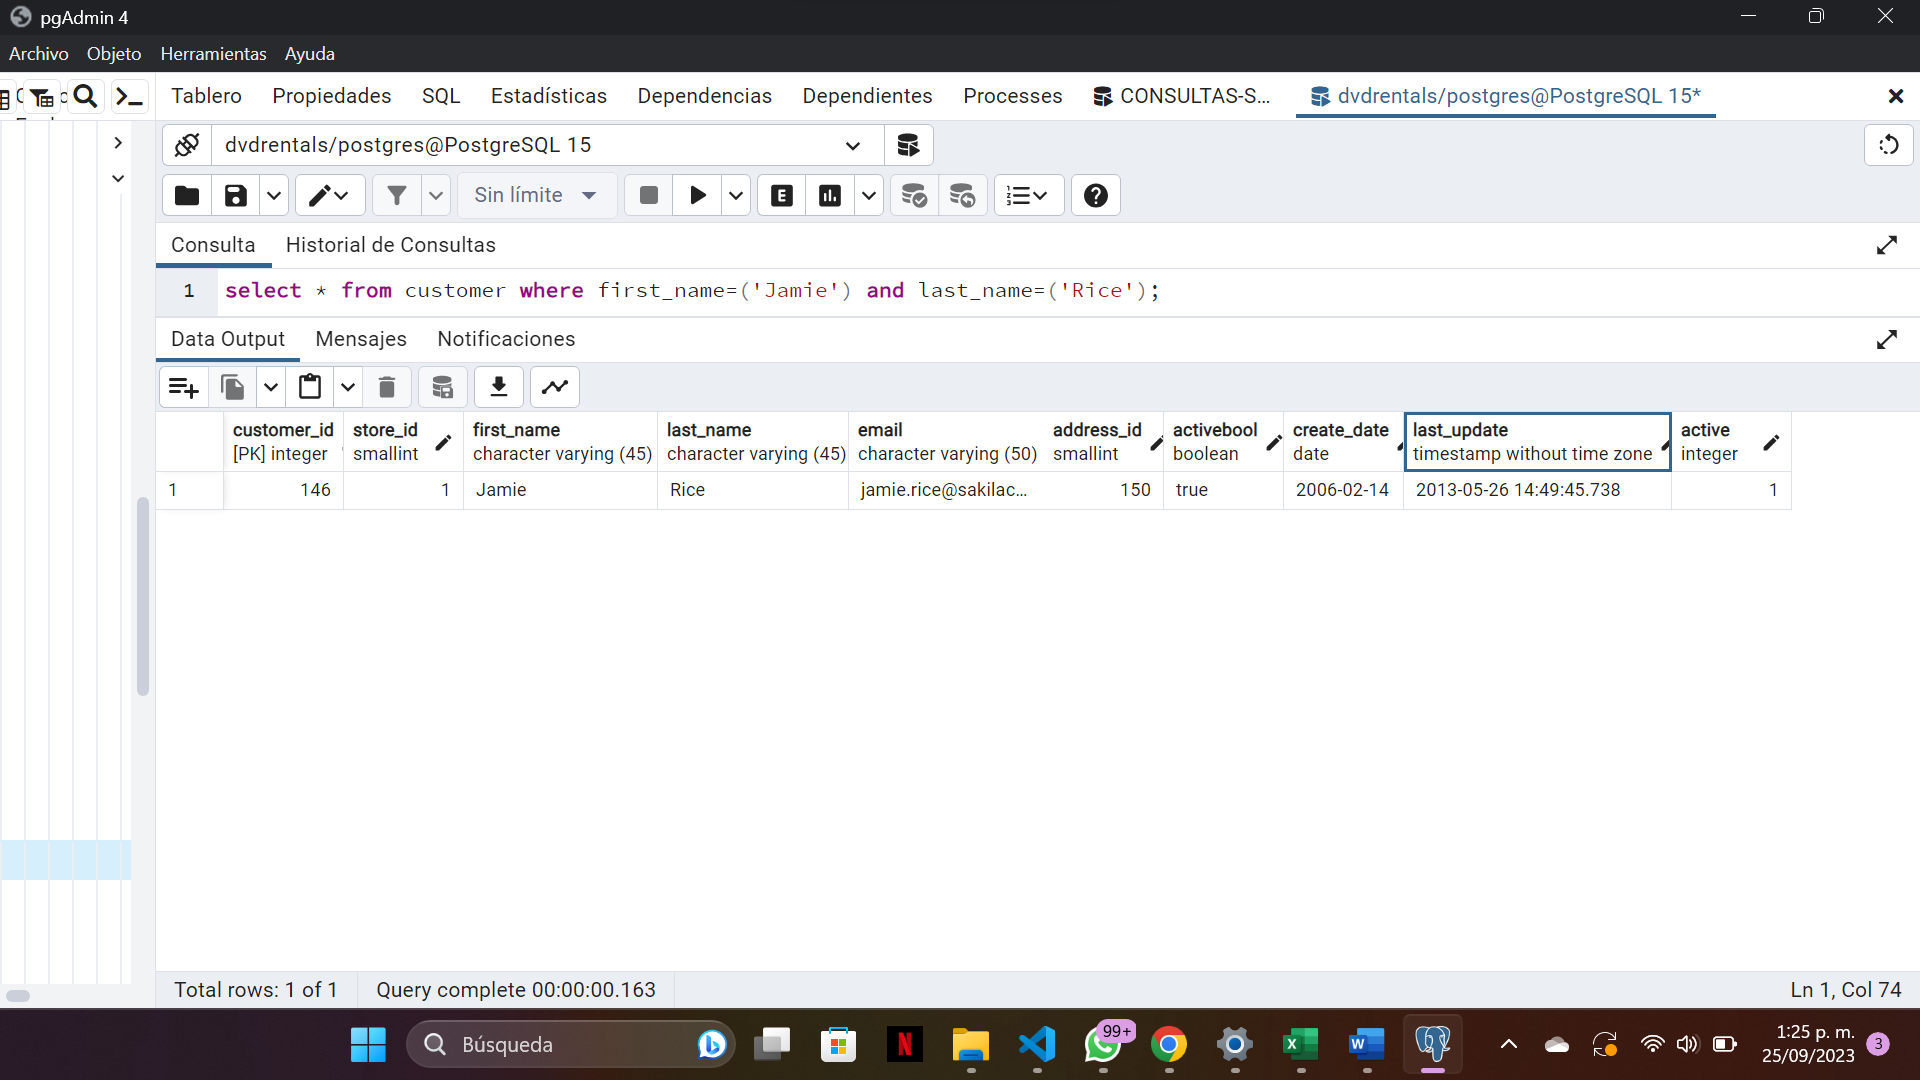 pgAdmin 4
Archivo Objeto Herramientas Ayuda
Tablero Propiedades SQL Estadísticas Dependencias Dependientes Processes CONSULTAS-S... dvdrentals/postgres@PostgreSQL 15*
dvdrentals/postgres@PostgreSQL 15
Sin límite
Consulta Historial de Consultas
1 select * from customer where first_name=('Jamie') and last_name=('Rice');
Data Output Mensajes Notificaciones
customer_id store_id first_name last_name email address_id activebool create_date last_update active
[PK] integer smallint character varying (45) character varying (45) character varying (50) smallint boolean date timestamp without time zone integer
1 146 1 Jamie Rice jamie.rice@sakilac... 150 true 2006-02-14 2013-05-26 14:49:45.738 1
Total rows: 1 of 1 Query complete 00:00:00.163 Ln 1, Col 74
Búsqueda 99+ 1:25 p. m.
25/09/2023 3